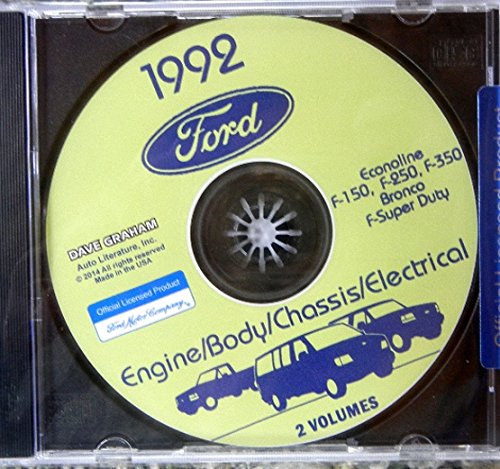 1992
Ford
Econoline
F-150, F-250, F-350
Bronco
F-Super Duty
DAVE GRAHAM
Auto Literature, Inc.
© 2014 All rights reserved
Made in the USA
Official Licensed Product
Ford Motor Company
Engine/Body/Chassis/Electrical
2 VOLUMES